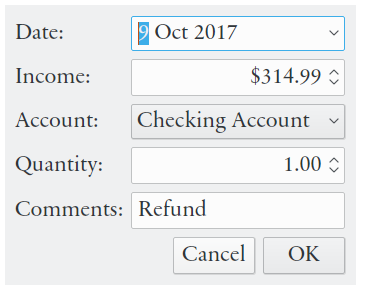 Date: 9 Oct 2017
Income: $314.99
Account: Checking Account
Quantity: 1.00
Comments: Refund
Cancel OK